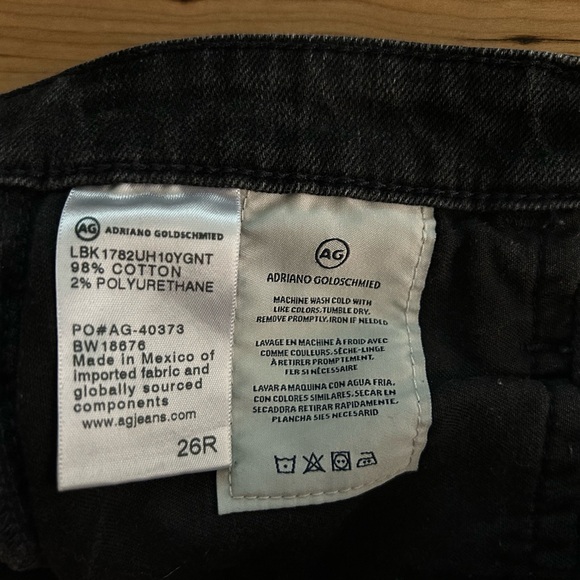 AG ADRIANO GOLDSCHMIED
LBK1782UH10YGNT
98% COTTON
2% POLYURETHANE
PO#AG-40373
BW18676
Made in Mexico of
imported fabric and
globally sourced
components
www.agjeans.com
26R
AG
ADRIANO GOLDSCHMIED
MACHINE WASH COLD WITH
LIKE COLORS. TUMBLE DRY.
REMOVE PROMPTLY. IRON IF NEEDED
LAVAGE EN MACHINE À FROID AVEC
COMME COULEURS. SÈCHE-LINGE
À RETIRER PROMPTEMENT.
FER SI NÉCESSAIRE
LAVAR A MAQUINA CON AGUA FRIA.
CON COLORES SIMILARES. SECAR EN
SECADORA RETIRAR RAPIDAMENTE.
PLANCHA SIES NECESARIO